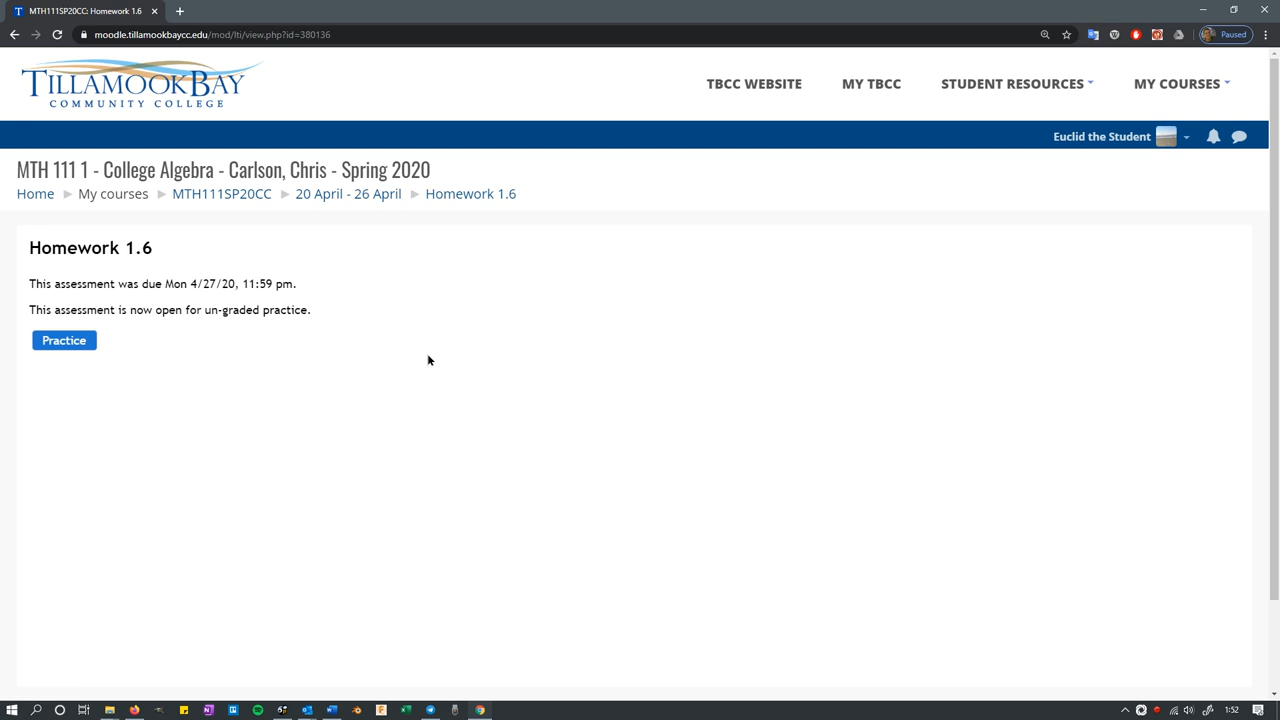 MTH111SP20CC: Homework 1.6
moodle.tillamookbaycc.org/mod/lti/view.php?id=380136
Paused
TILLAMOOKBAY
COMMUNITY COLLEGE
TBCC WEBSITE
MY TBCC
STUDENT RESOURCES
MY COURSES
Euclid the Student
MTH 111 1 - College Algebra - Carlson, Chris - Spring 2020
Home ► My courses ► MTH111SP20CC ► 20 April - 26 April ► Homework 1.6
Homework 1.6
This assessment was due Mon 4/27/20, 11:59 pm.
This assessment is now open for un-graded practice.
Practice
1:52